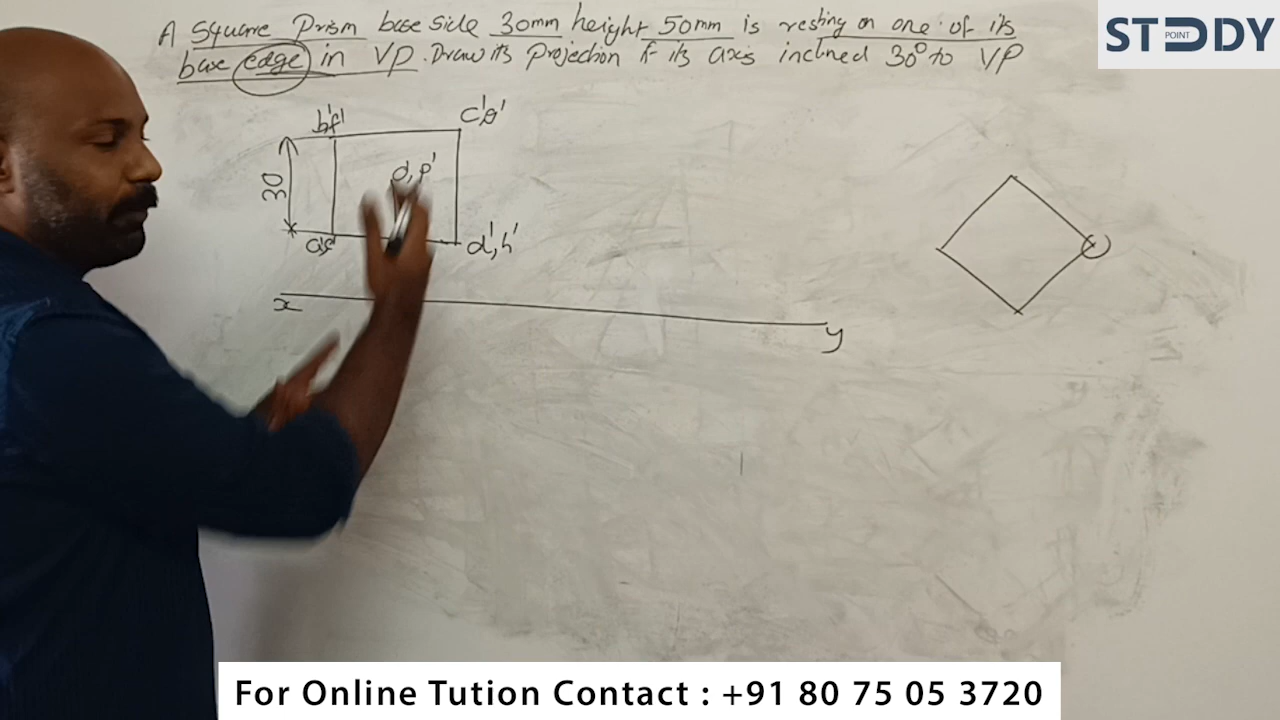 A Square Prism base side 30mm height 50mm is resting on one of its
base edge in VP. Draw its projection if its axis inclined 30° to VP
STUDY
POINT
b'f'
c'g'
30
o',p'
a'e'
d',h'
x
y
For Online Tution Contact : +91 80 75 05 3720